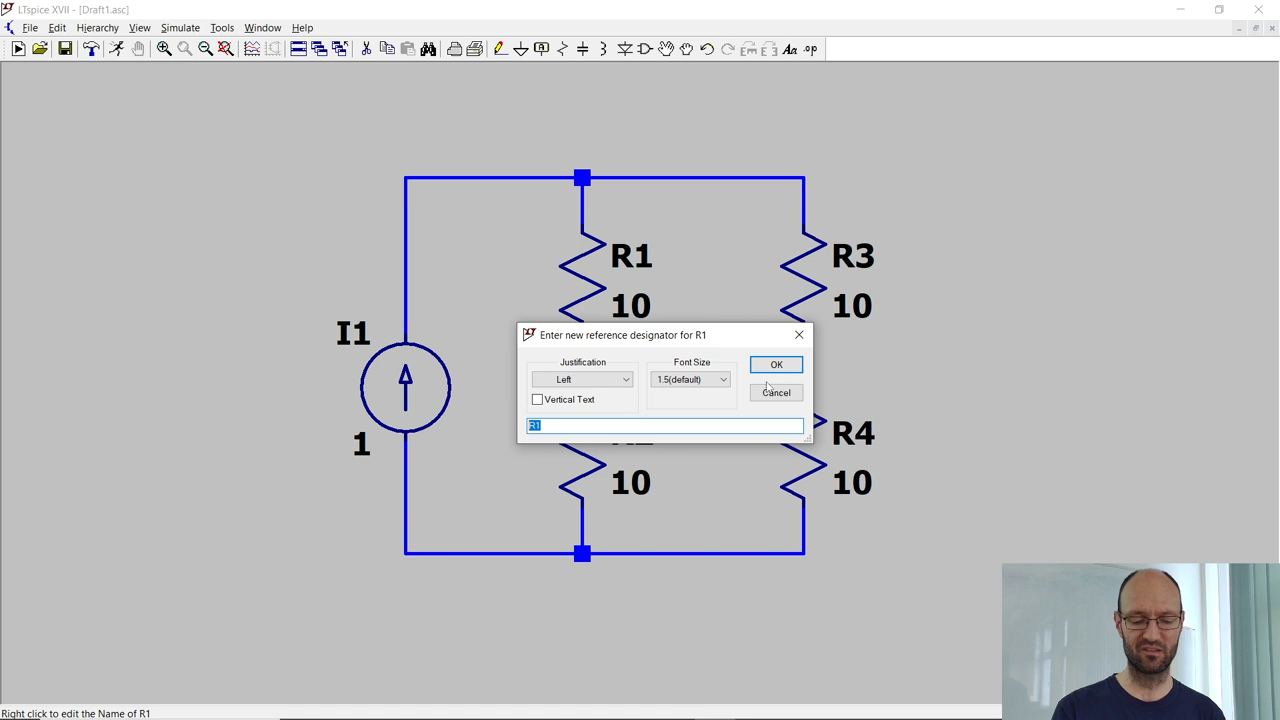 LTspice XVII - [Draft1.asc]
File Edit Hierarchy View Simulate Tools Window Help
Aa .op
R1
R3
10
10
I1
Enter new reference designator for R1
Justification
Font Size
OK
Left
1.5(default)
Cancel
Vertical Text
R1
R4
1
10
10
Right click to edit the Name of R1